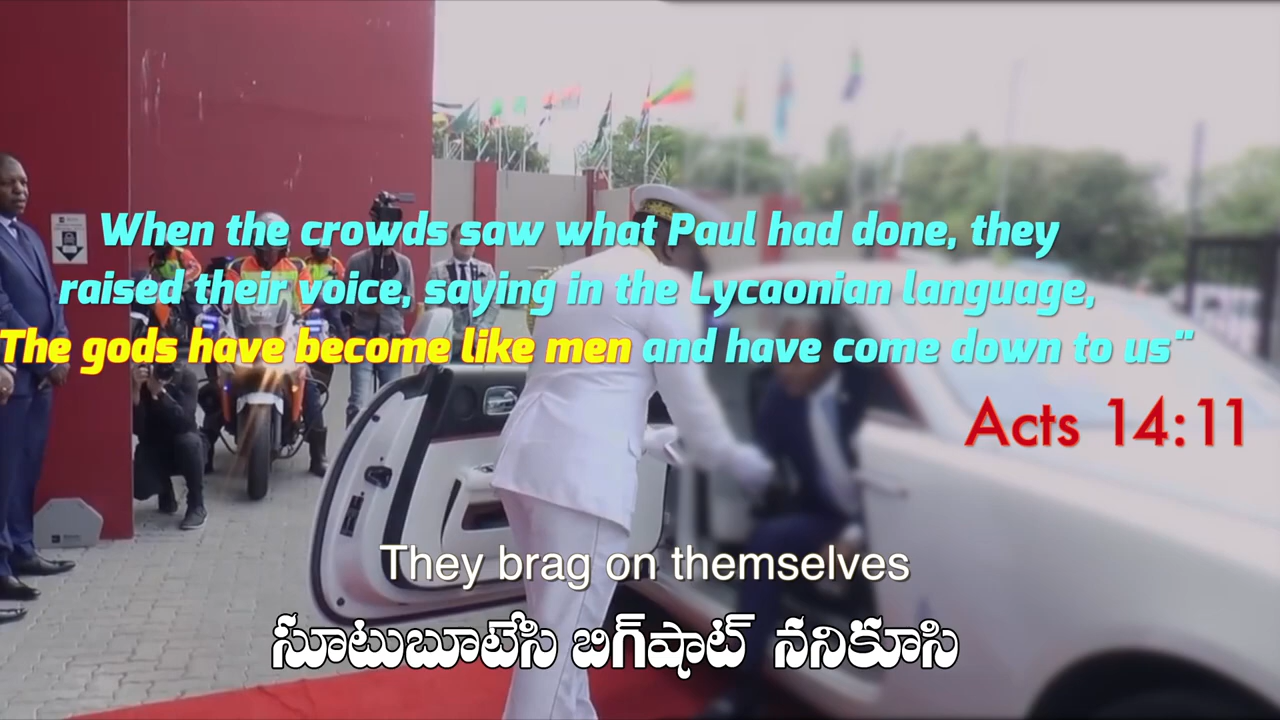 When the crowds saw what Paul had done, they
raised their voice, saying in the Lycaonian language,
The gods have become like men and have come down to us"
Acts 14:11
They brag on themselves
సూటుబూటేసి బిగ్‌షాట్ ననికూసి